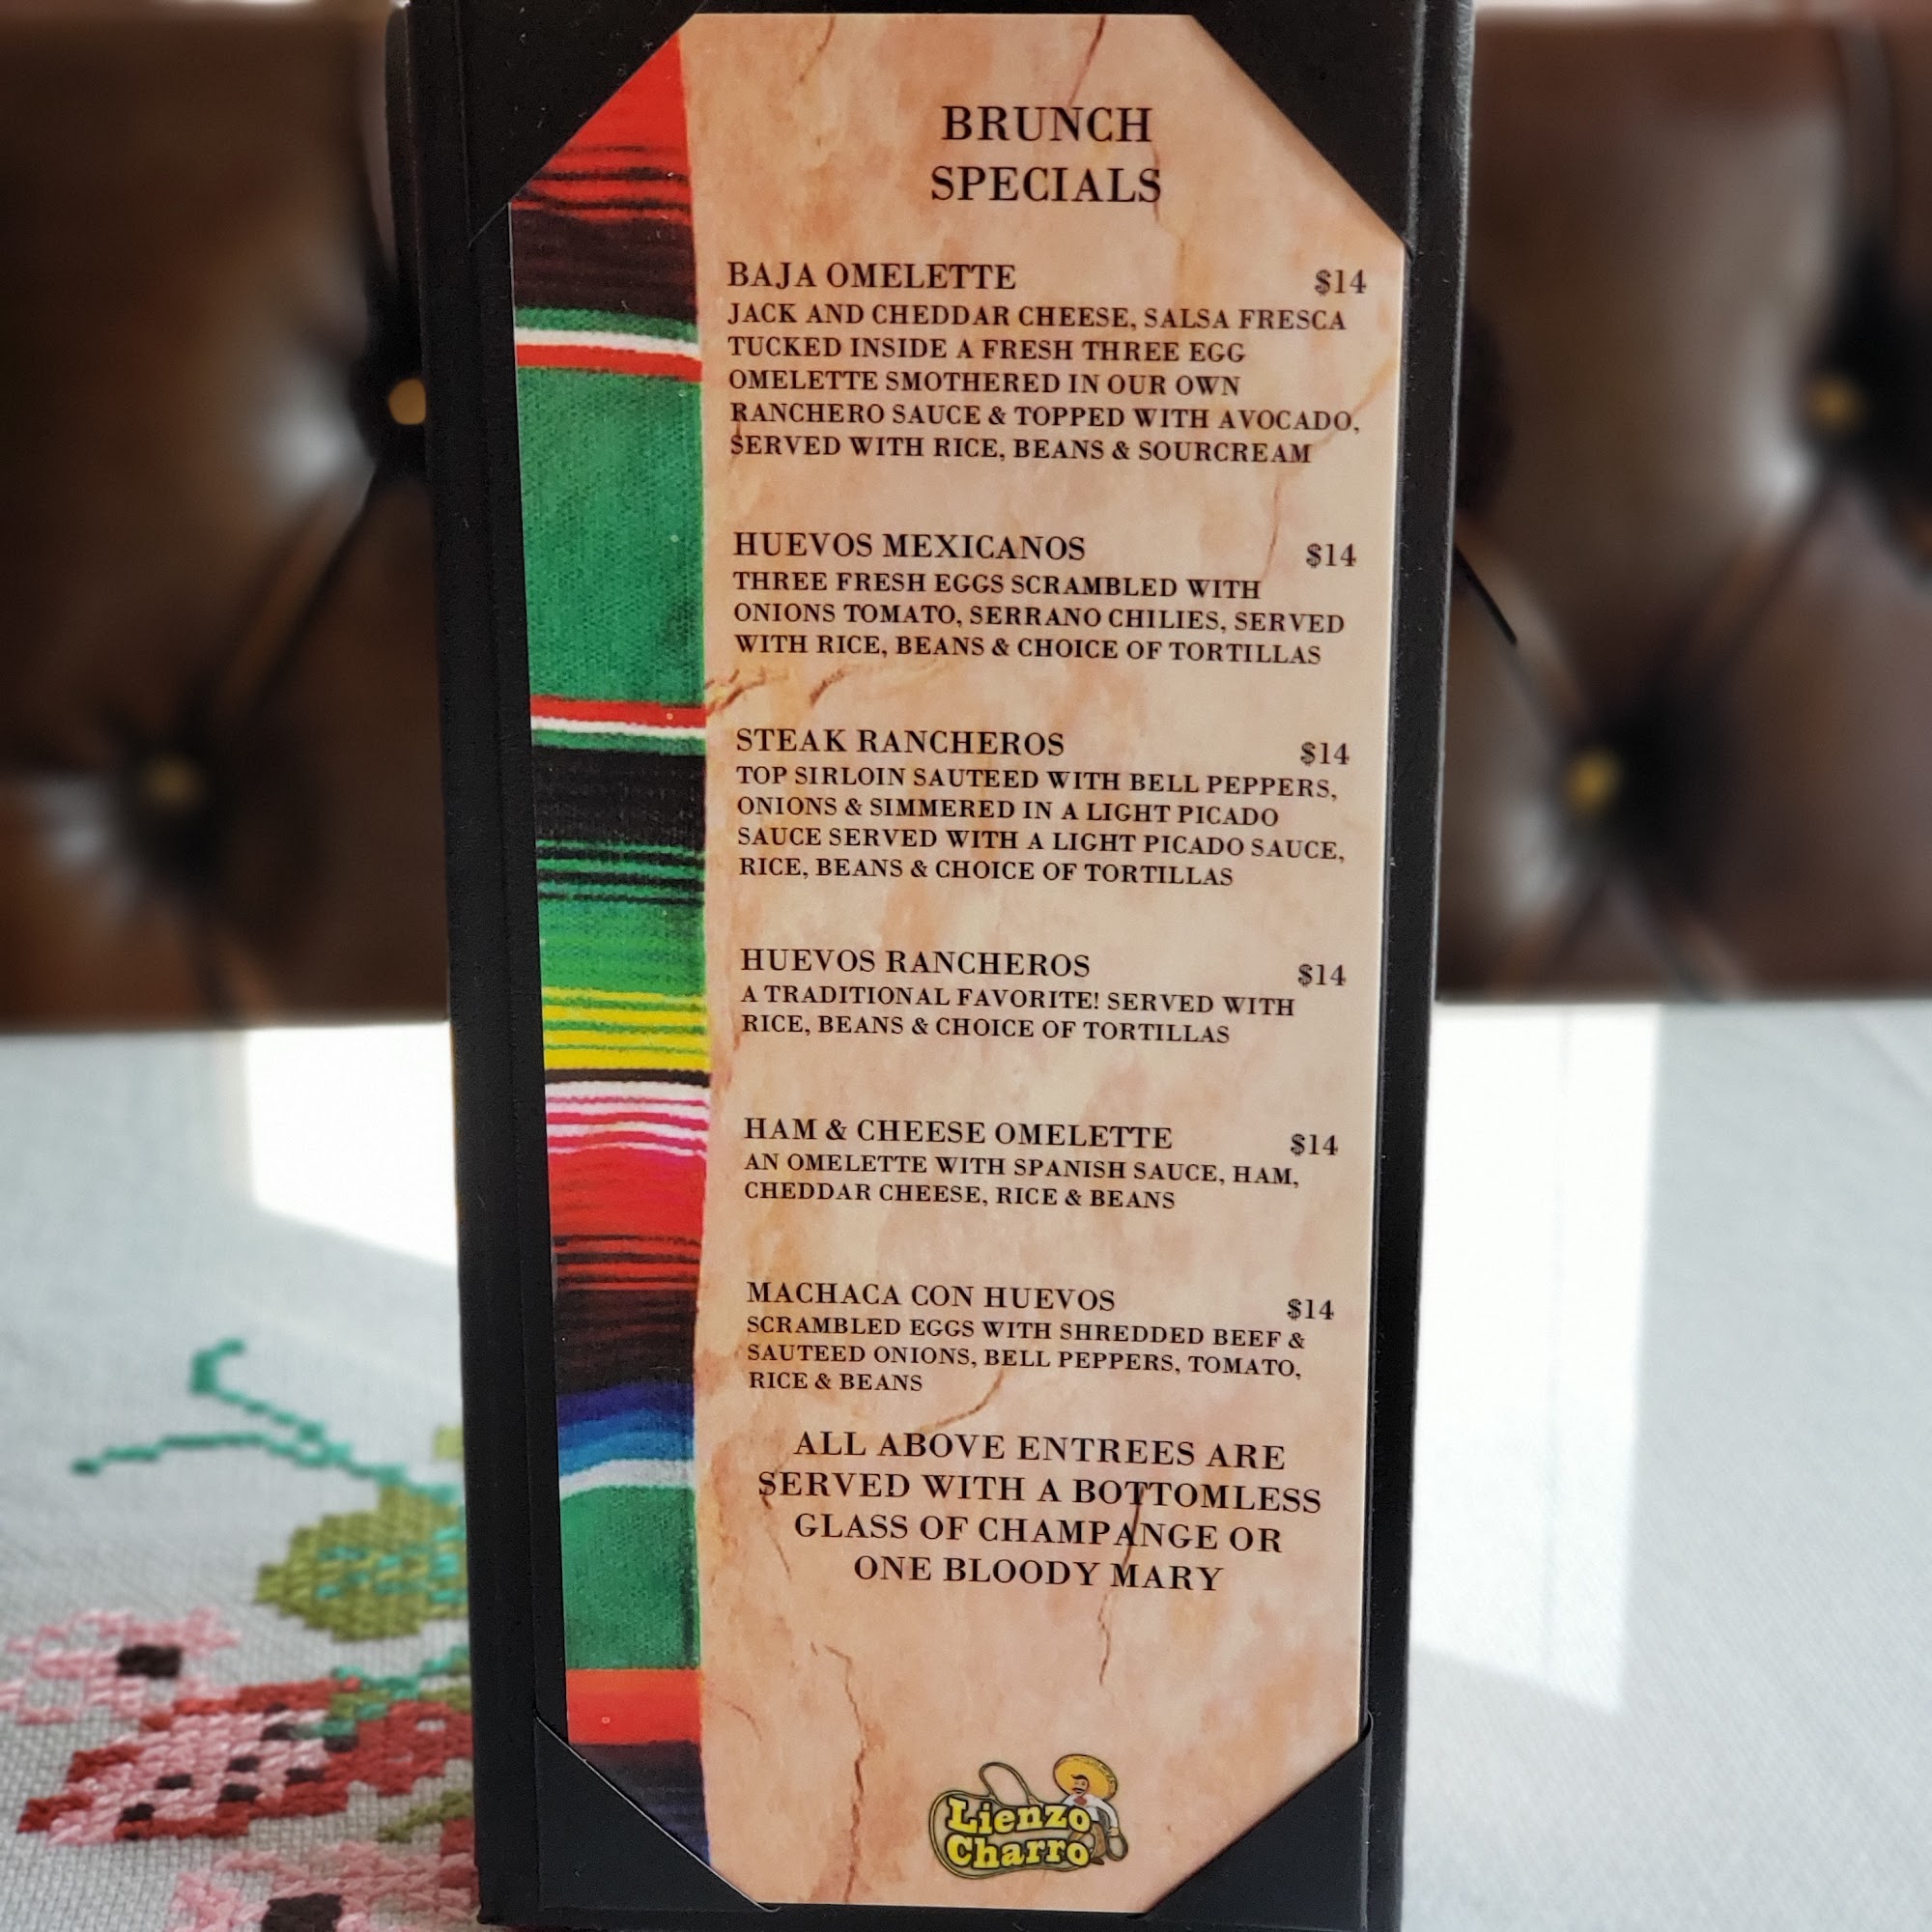 BRUNCH
SPECIALS
BAJA OMELETTE $14
JACK AND CHEDDAR CHEESE, SALSA FRESCA
TUCKED INSIDE A FRESH THREE EGG
OMELETTE SMOTHERED IN OUR OWN
RANCHERO SAUCE & TOPPED WITH AVOCADO,
SERVED WITH RICE, BEANS & SOURCREAM
HUEVOS MEXICANOS $14
THREE FRESH EGGS SCRAMBLED WITH
ONIONS TOMATO, SERRANO CHILIES, SERVED
WITH RICE, BEANS & CHOICE OF TORTILLAS
STEAK RANCHEROS $14
TOP SIRLOIN SAUTEED WITH BELL PEPPERS,
ONIONS & SIMMERED IN A LIGHT PICADO
SAUCE SERVED WITH A LIGHT PICADO SAUCE,
RICE, BEANS & CHOICE OF TORTILLAS
HUEVOS RANCHEROS $14
A TRADITIONAL FAVORITE! SERVED WITH
RICE, BEANS & CHOICE OF TORTILLAS
HAM & CHEESE OMELETTE $14
AN OMELETTE WITH SPANISH SAUCE, HAM,
CHEDDAR CHEESE, RICE & BEANS
MACHACA CON HUEVOS $14
SCRAMBLED EGGS WITH SHREDDED BEEF &
SAUTEED ONIONS, BELL PEPPERS, TOMATO,
RICE & BEANS
ALL ABOVE ENTREES ARE
SERVED WITH A BOTTOMLESS
GLASS OF CHAMPANGE OR
ONE BLOODY MARY
Lienzo
Charro